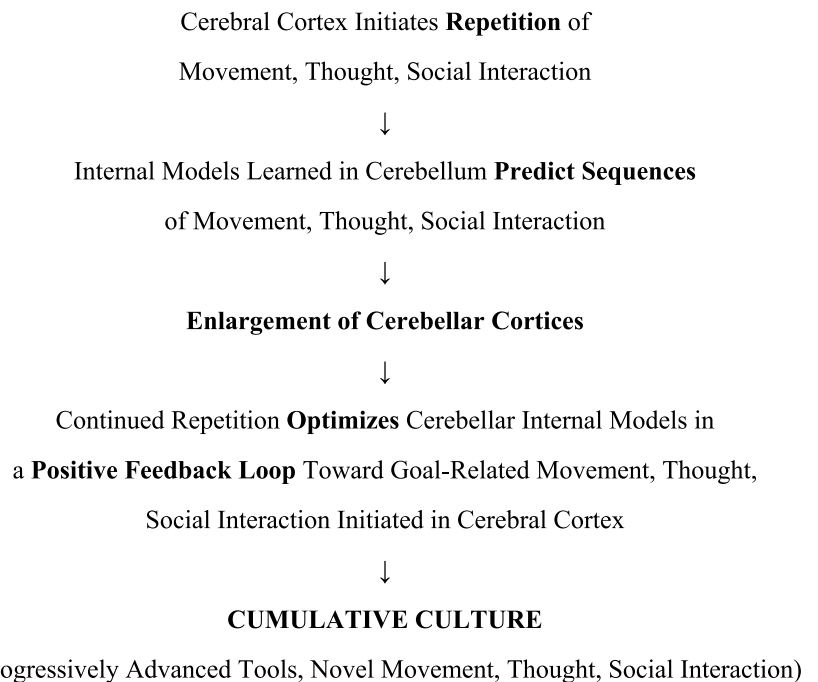 Cerebral Cortex Initiates Repetition of
Movement, Thought, Social Interaction
↓
Internal Models Learned in Cerebellum Predict Sequences
of Movement, Thought, Social Interaction
↓
Enlargement of Cerebellar Cortices
↓
Continued Repetition Optimizes Cerebellar Internal Models in
a Positive Feedback Loop Toward Goal-Related Movement, Thought,
Social Interaction Initiated in Cerebral Cortex
↓
CUMULATIVE CULTURE
ogressively Advanced Tools, Novel Movement, Thought, Social Interaction)